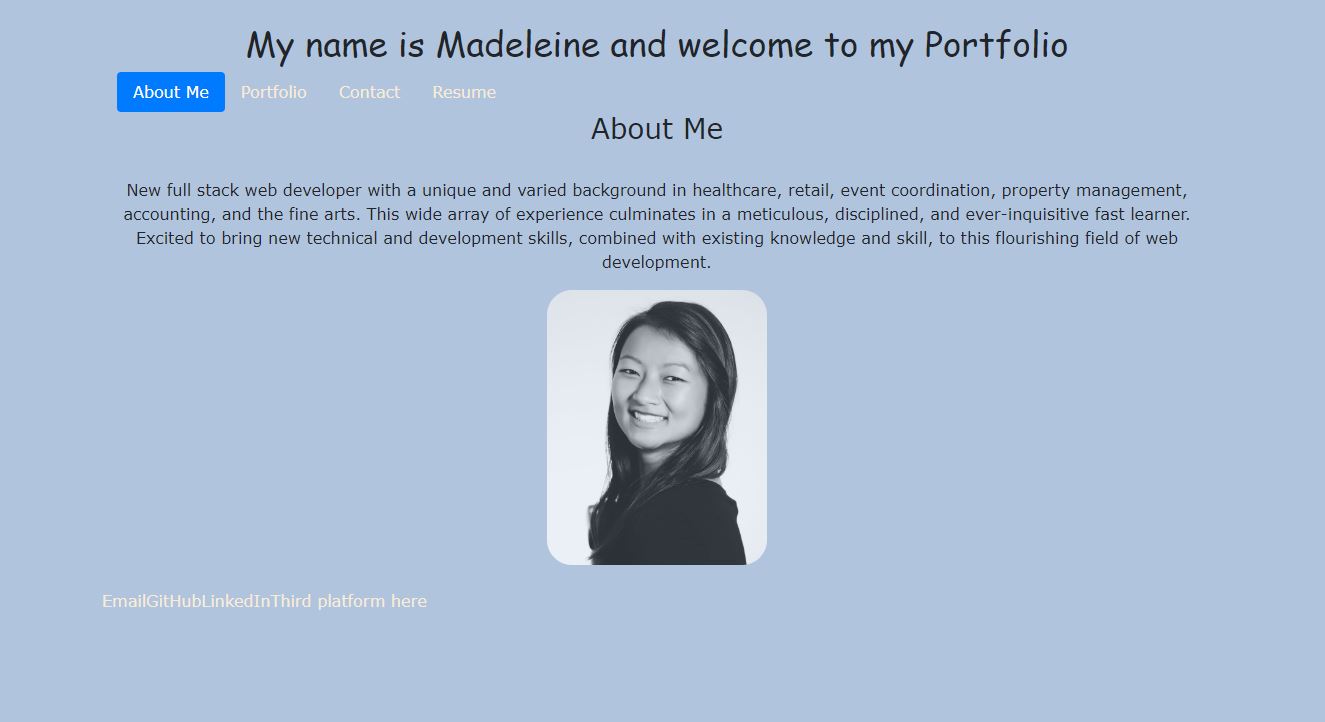 My name is Madeleine and welcome to my Portfolio
About Me Portfolio Contact Resume
About Me
New full stack web developer with a unique and varied background in healthcare, retail, event coordination, property management,
accounting, and the fine arts. This wide array of experience culminates in a meticulous, disciplined, and ever-inquisitive fast learner.
Excited to bring new technical and development skills, combined with existing knowledge and skill, to this flourishing field of web
development.
EmailGitHubLinkedInThird platform here